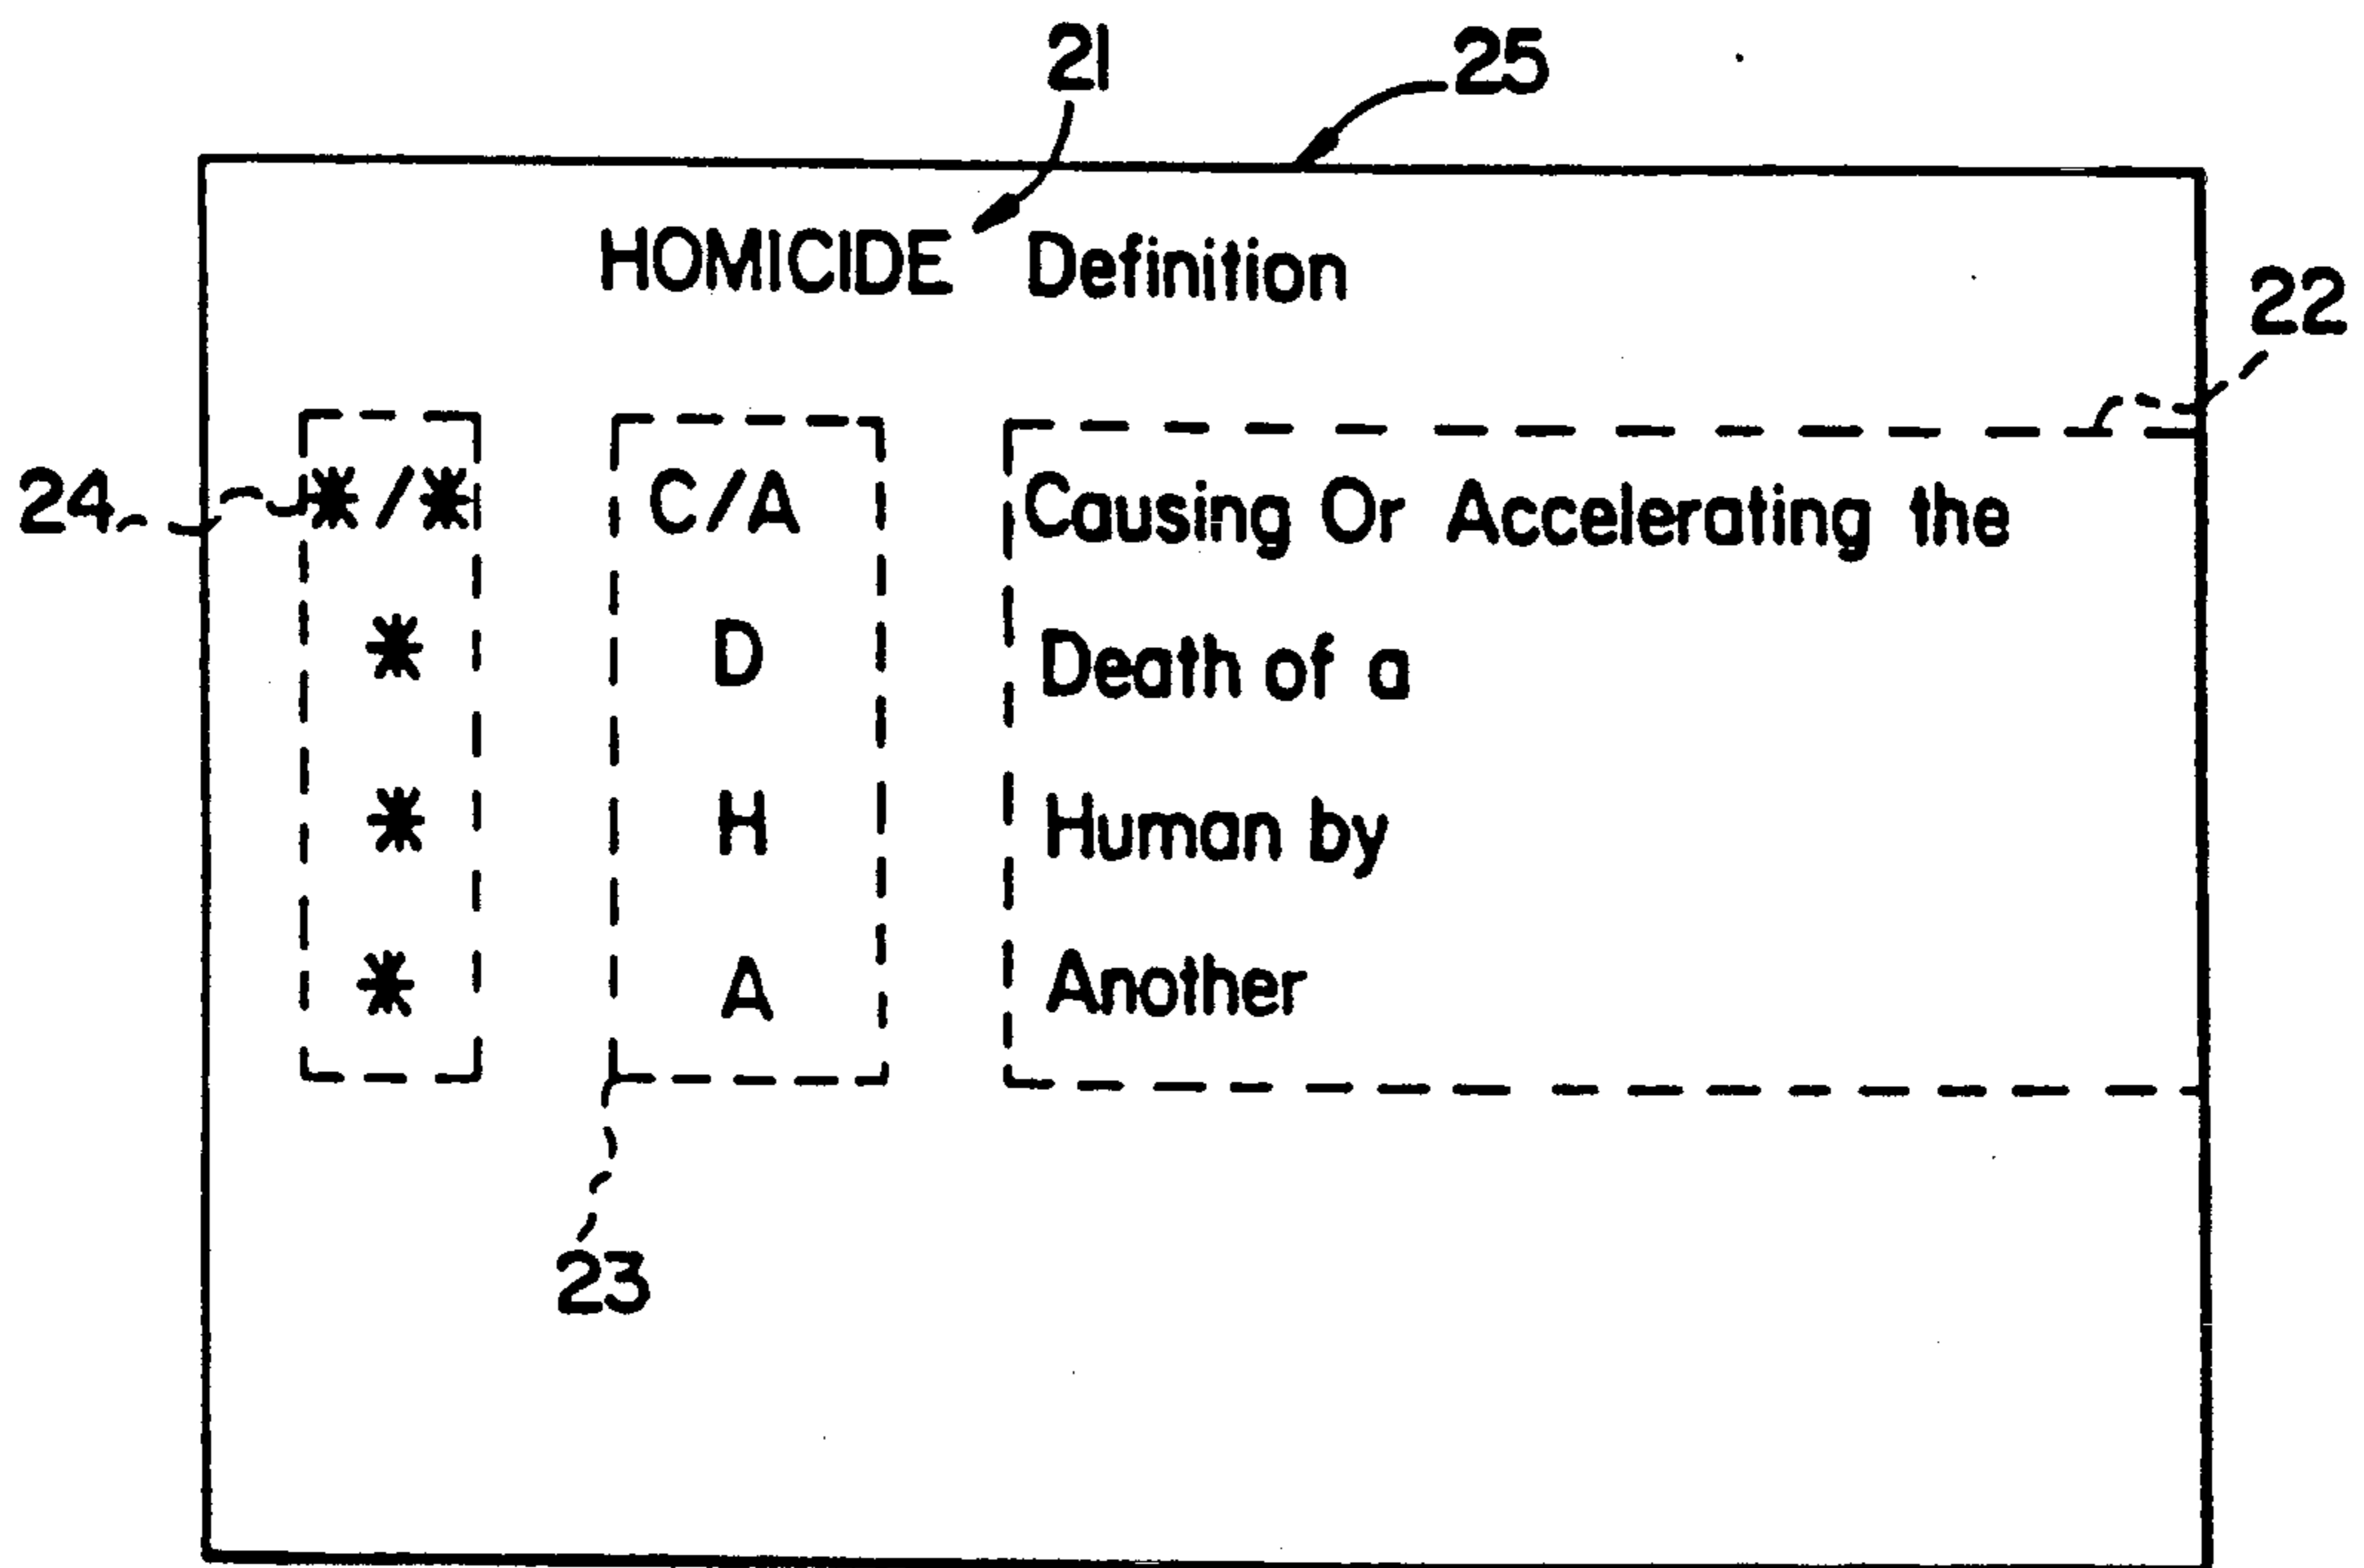 21 25
HOMICIDE Definition
22
24 */* C/A Causing Or Accelerating the
* D Death of a
* H Human by
* A Another
23